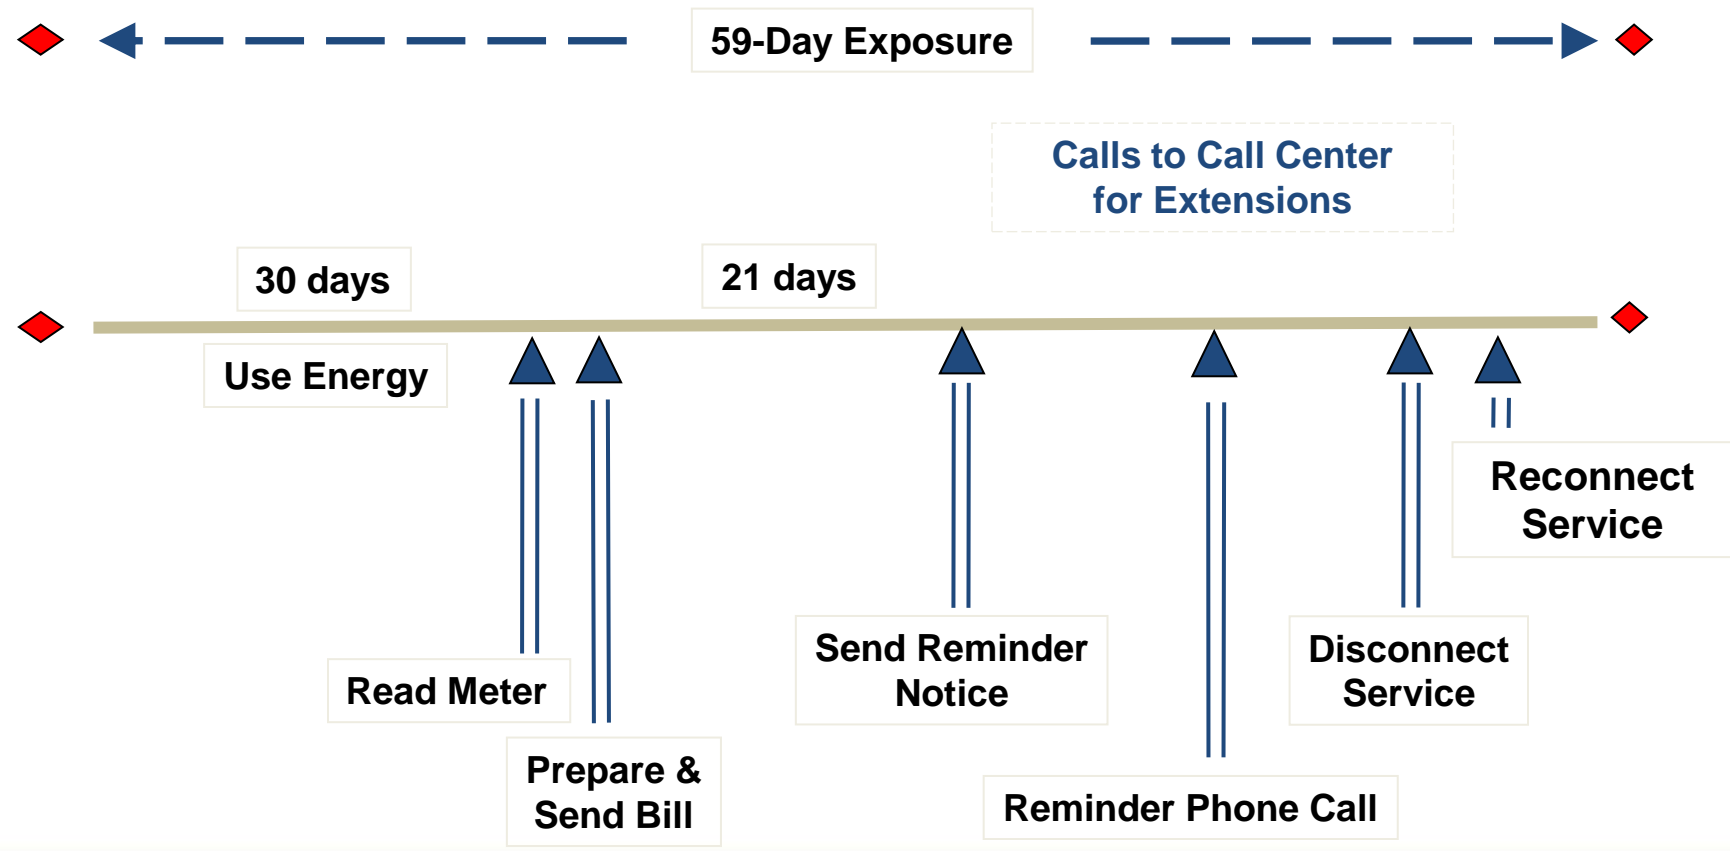 59-Day Exposure
Calls to Call Center
for Extensions
30 days
21 days
Use Energy
Reconnect
Service
Send Reminder
Notice
Disconnect
Service
Read Meter
Prepare &
Send Bill
Reminder Phone Call